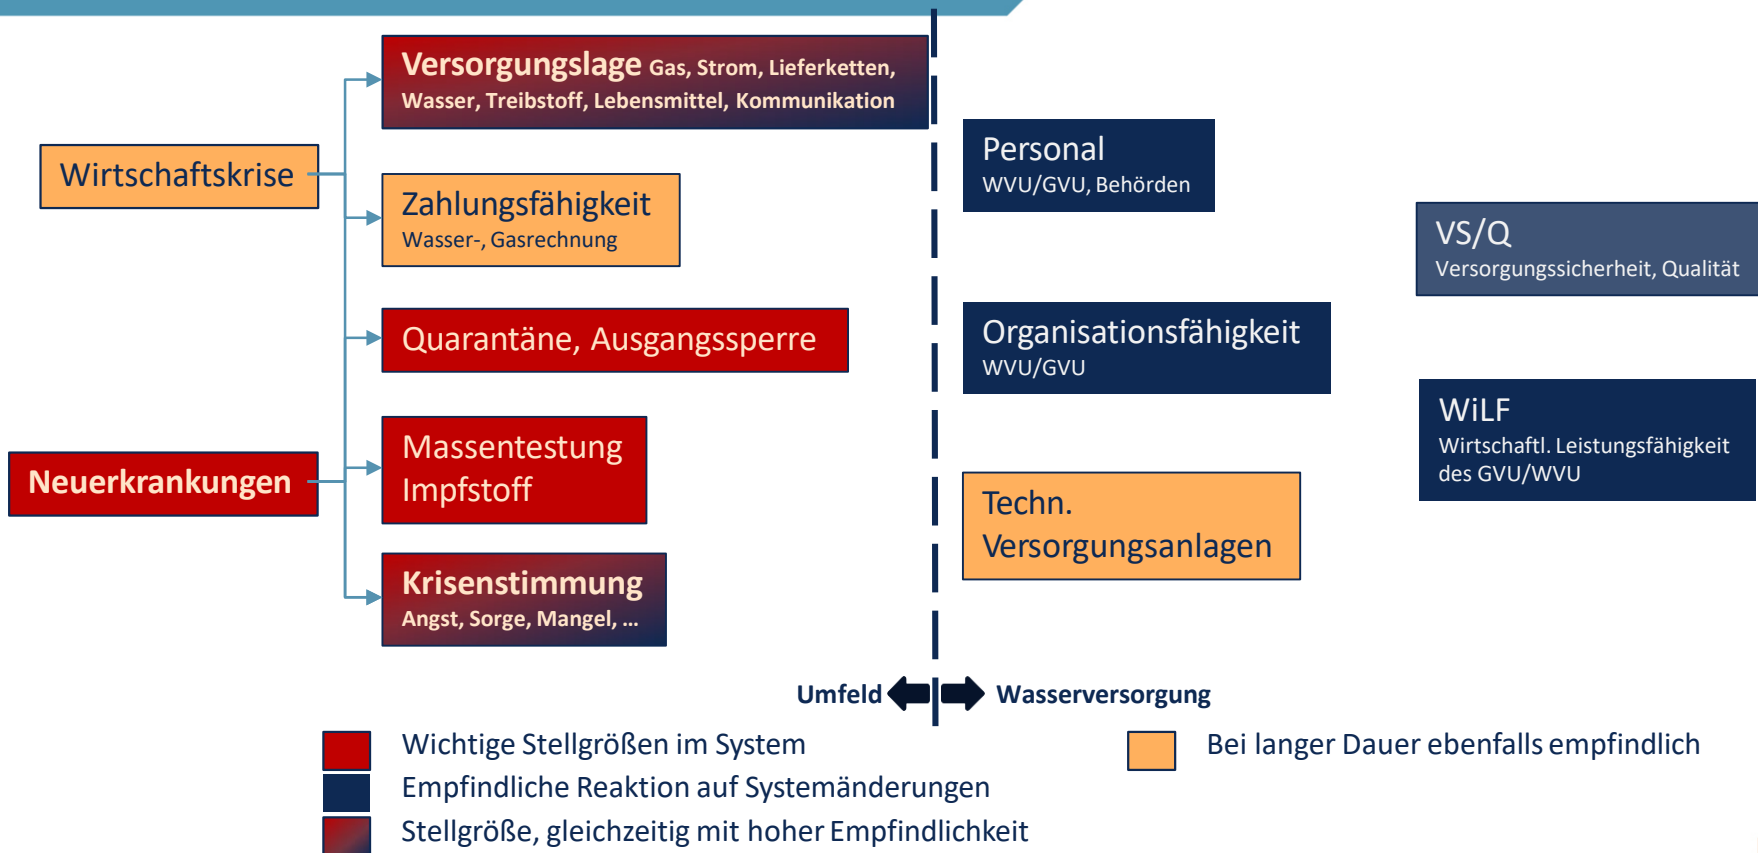 Versorgungslage Gas, Strom, Lieferketten,
Wasser, Treibstoff, Lebensmittel, Kommunikation
Wirtschaftskrise
Zahlungsfähigkeit
Wasser-, Gasrechnung
Quarantäne, Ausgangssperre
Massentestung
Impfstoff
Neuerkrankungen
Krisenstimmung
Angst, Sorge, Mangel, ...
Personal
WVU/GVU, Behörden
Organisationsfähigkeit
WVU/GVU
Techn.
Versorgungsanlagen
VS/Q
Versorgungssicherheit, Qualität
WiLF
Wirtschaftl. Leistungsfähigkeit
des GVU/WVU
Umfeld
Wasserversorgung
Wichtige Stellgrößen im System
Empfindliche Reaktion auf Systemänderungen
Stellgröße, gleichzeitig mit hoher Empfindlichkeit
Bei langer Dauer ebenfalls empfindlich